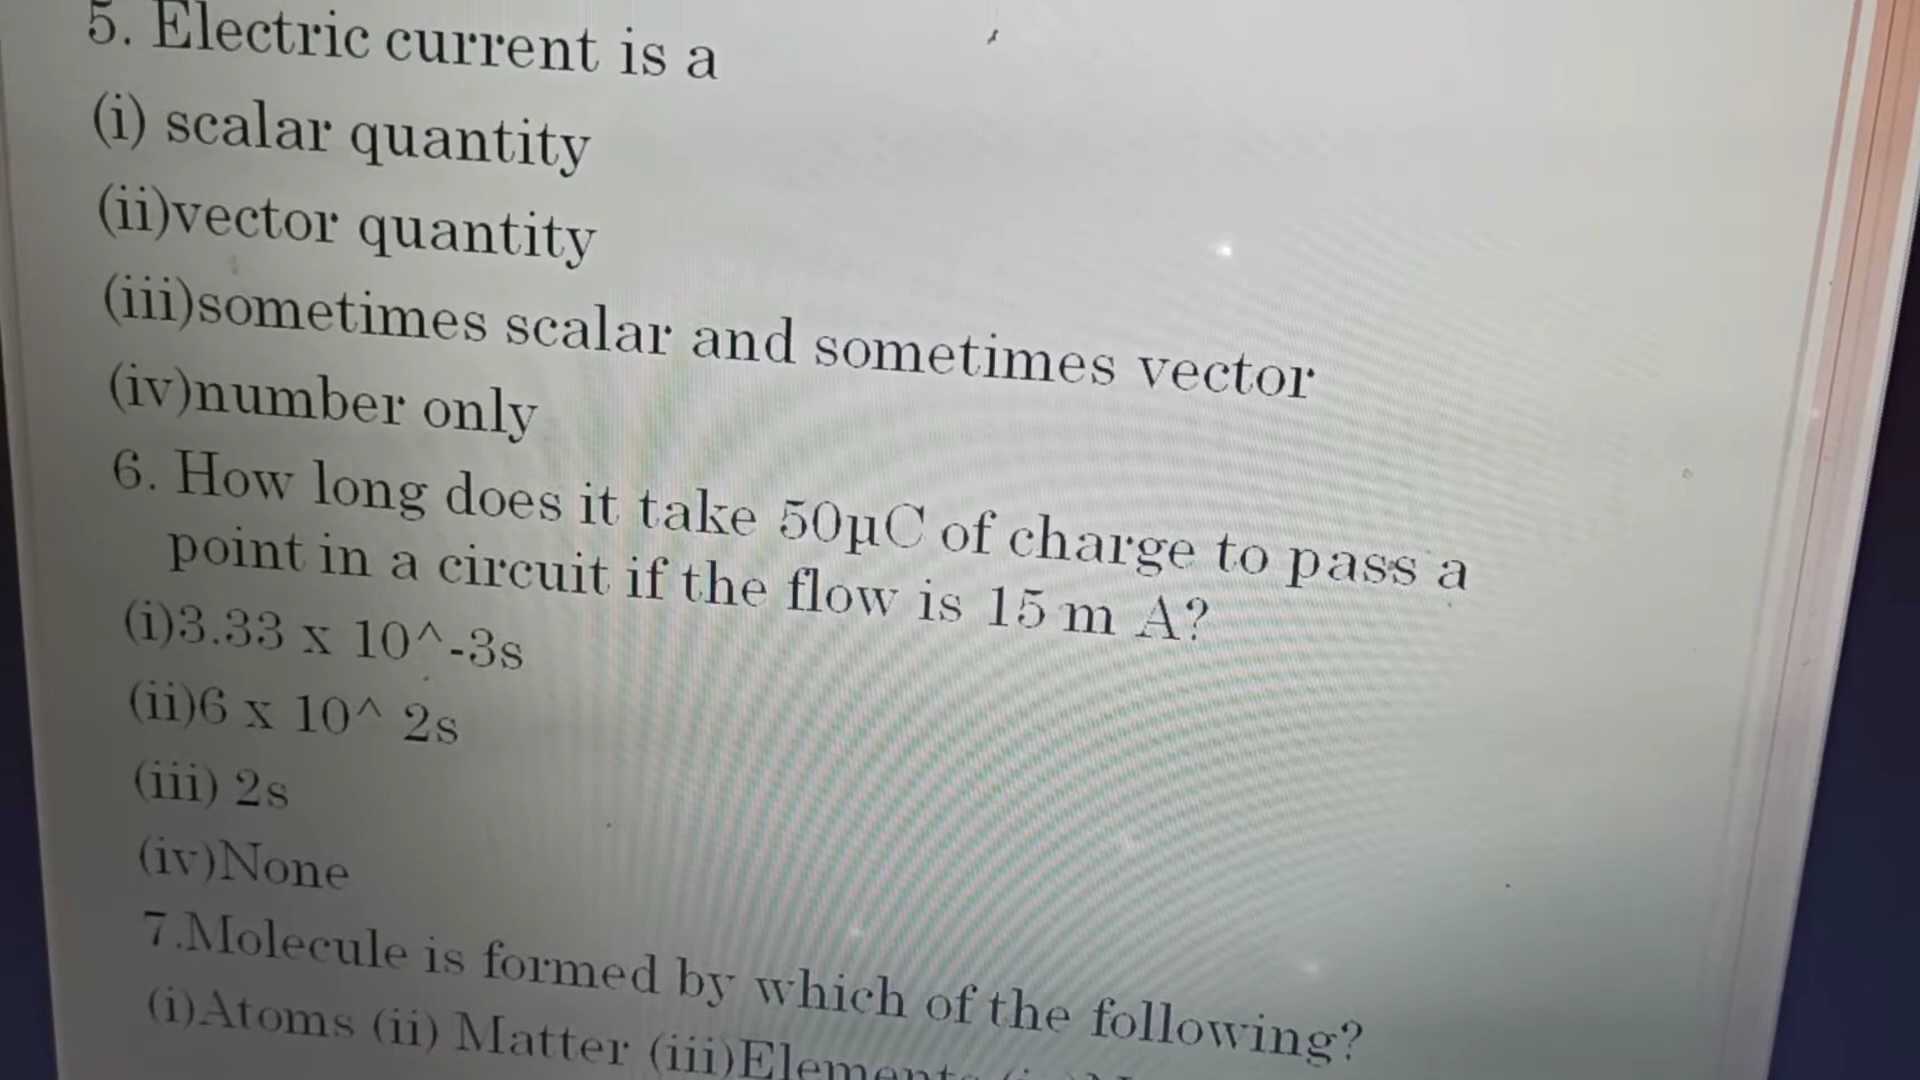 5. Electric current is a
(i) scalar quantity
(ii)vector quantity
(iii)sometimes scalar and sometimes vector
(iv)number only
6. How long does it take 50µC of charge to pass a
point in a circuit if the flow is 15 m A?
(i)3.33 x 10^-3s
(ii)6 x 10^ 2s
(iii) 2s
(iv)None
7.Molecule is formed by which of the following?
(i)Atoms (ii) Matter (iii)Elements